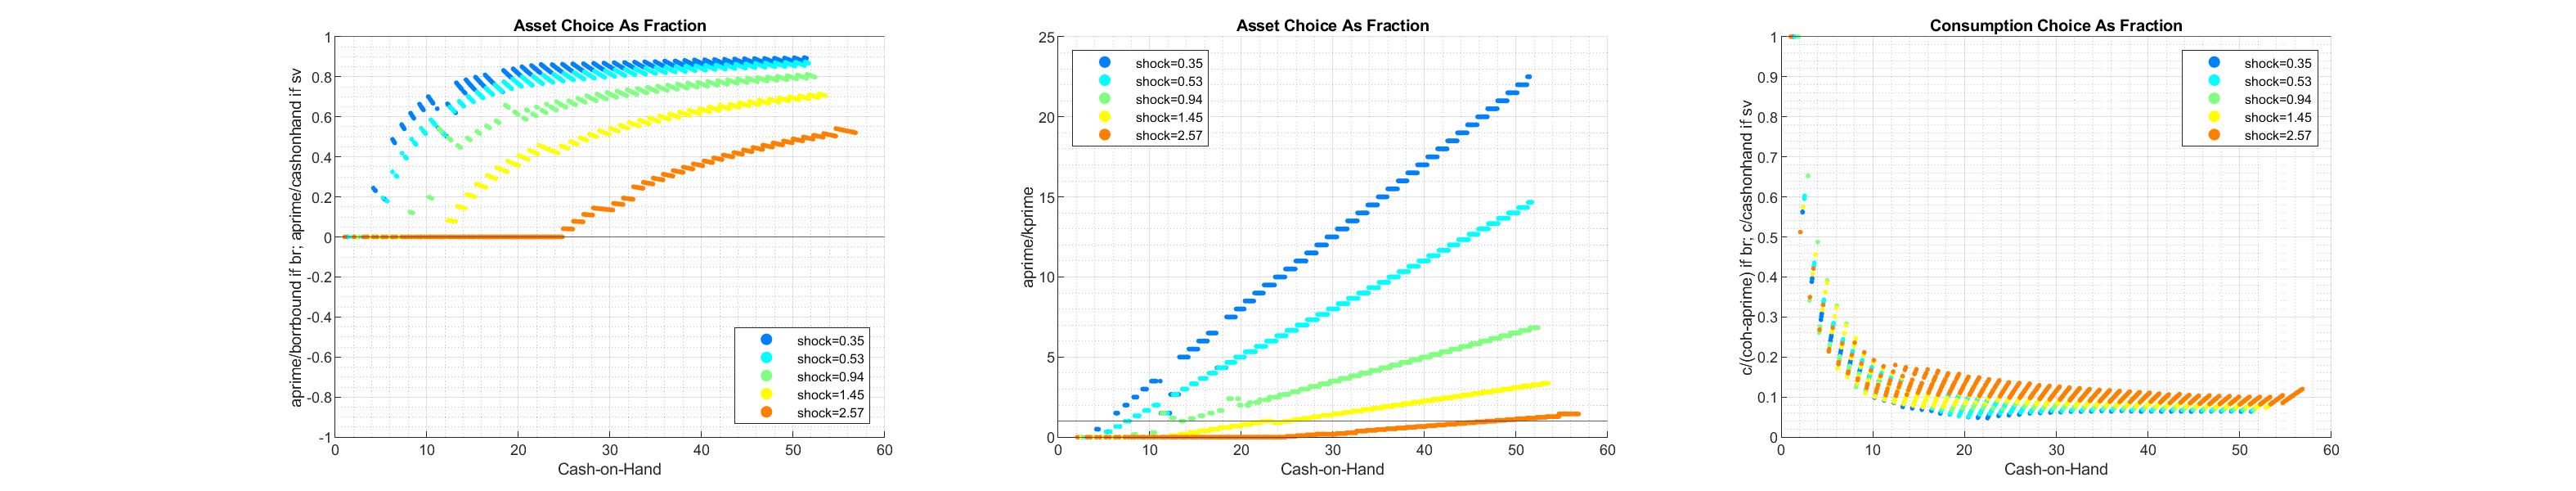 Asset Choice As Fraction
aprime/borrbound if br; aprime/cashonhand if sv
1
0.8
0.6
0.4
0.2
0
-0.2
-0.4
-0.6
-0.8
-1
shock=0.35
shock=0.53
shock=0.94
shock=1.45
shock=2.57
0 10 20 30 40 50 60
Cash-on-Hand
Asset Choice As Fraction
aprime/kprime
25
20
15
10
5
0
shock=0.35
shock=0.53
shock=0.94
shock=1.45
shock=2.57
0 10 20 30 40 50 60
Cash-on-Hand
Consumption Choice As Fraction
c/(coh-aprime) if br; c/cashonhand if sv
1
0.9
0.8
0.7
0.6
0.5
0.4
0.3
0.2
0.1
0
shock=0.35
shock=0.53
shock=0.94
shock=1.45
shock=2.57
0 10 20 30 40 50 60
Cash-on-Hand